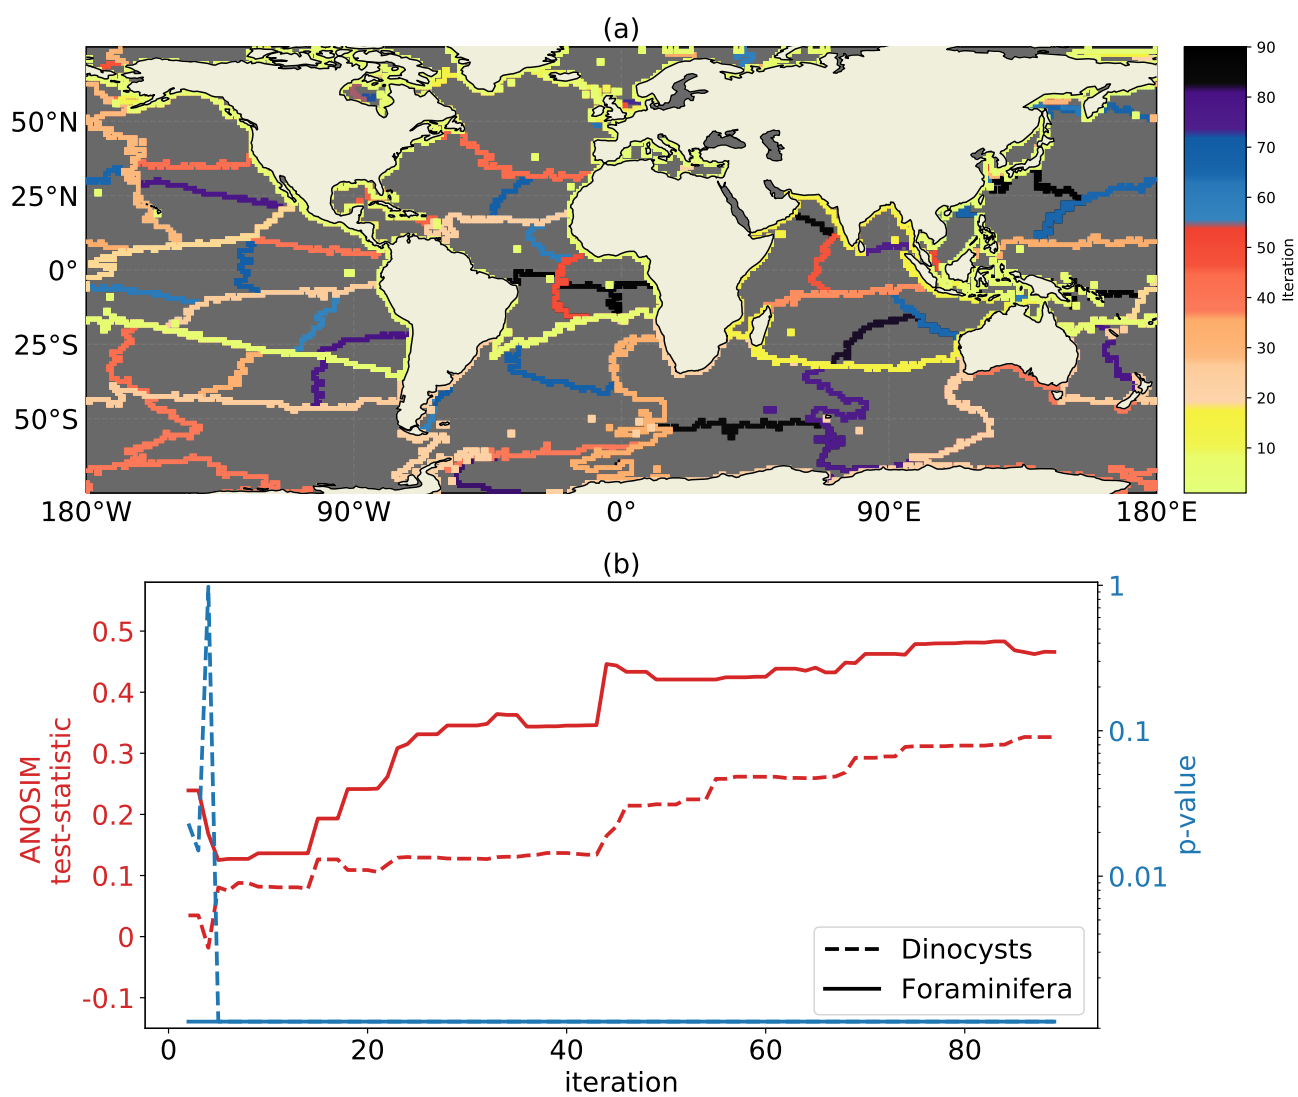 (a)
50°N
25°N
0°
25°S
50°S
180°W
90°W
0°
90°E
180°E
90
80
70
60
50
40
30
20
10
Iteration
(b)
0.5
0.4
0.3
0.2
0.1
0
-0.1
ANOSIM
test-statistic
1
0.1
0.01
p-value
Dinocysts
Foraminifera
0
20
40
60
80
iteration